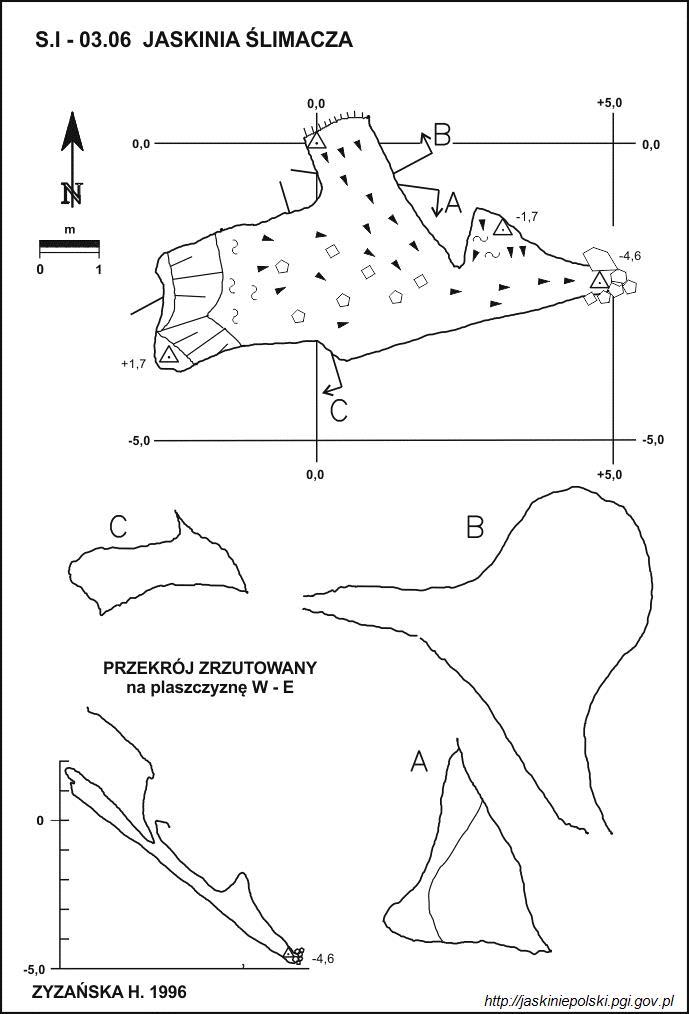 S.I - 03.06 JASKINIA ŚLIMACZA
0,0 +5,0
0,0 0,0
B
A
N
-1,7
-4,6
m
0 1
+1,7
C
-5,0 -5,0
0,0 +5,0
C B
PRZEKRÓJ ZRZUTOWANY
na plaszczyznę W - E
A
0
-4,6
-5,0
ZYZAŃSKA H. 1996
http://jaskiniepolski.pgi.gov.pl